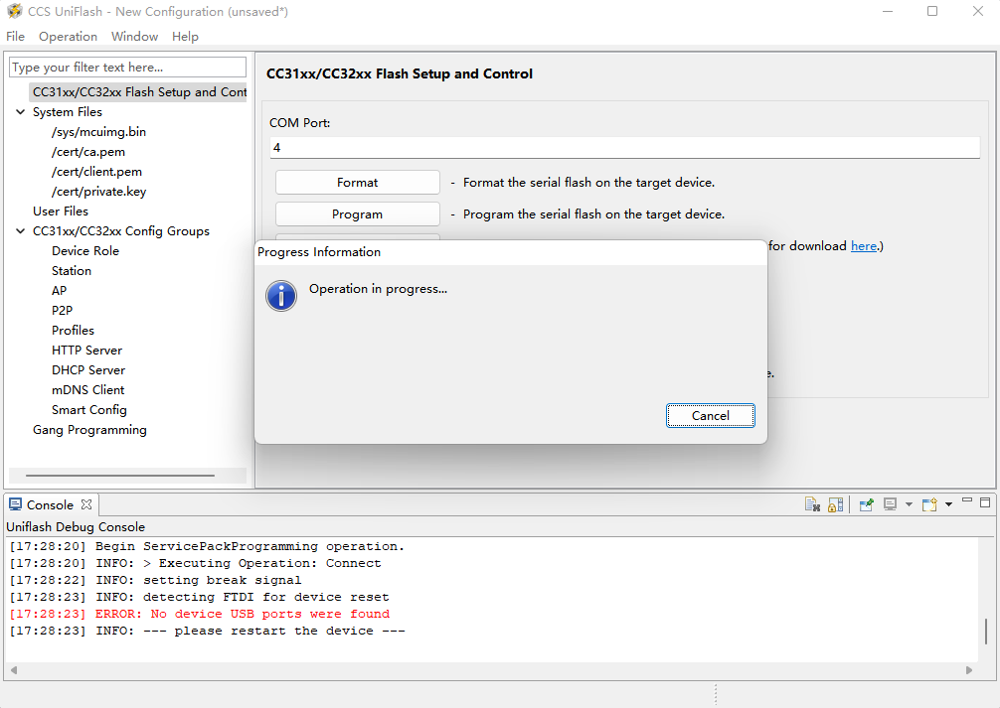 CCS UniFlash - New Configuration (unsaved*)
File Operation Window Help
Type your filter text here...
CC31xx/CC32xx Flash Setup and Cont
System Files
/sys/mcuimg.bin
/cert/ca.pem
/cert/client.pem
/cert/private.key
User Files
CC31xx/CC32xx Config Groups
Device Role
Station
AP
P2P
Profiles
HTTP Server
DHCP Server
mDNS Client
Smart Config
Gang Programming
CC31xx/CC32xx Flash Setup and Control
COM Port:
4
Format - Format the serial flash on the target device.
Program - Program the serial flash on the target device.
for download here.)
e.
Progress Information
Operation in progress...
Cancel
Console
Uniflash Debug Console
[17:28:20] Begin ServicePackProgramming operation.
[17:28:20] INFO: > Executing Operation: Connect
[17:28:22] INFO: setting break signal
[17:28:23] INFO: detecting FTDI for device reset
[17:28:23] ERROR: No device USB ports were found
[17:28:23] INFO: --- please restart the device ---